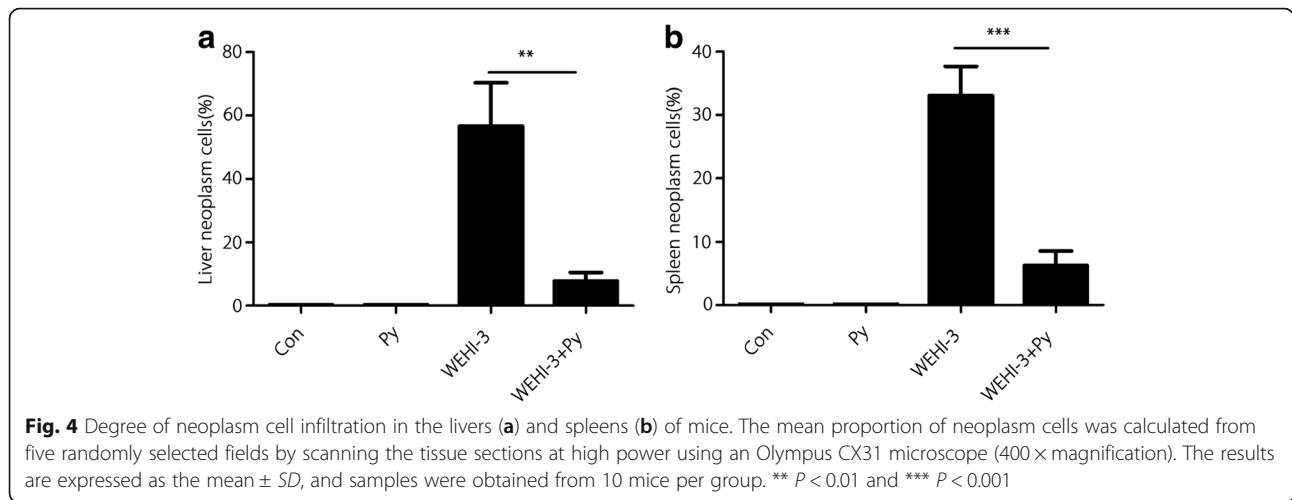 a
**
Liver neoplasm cells(%)
80
60
40
20
0
Con
Py
WEHI-3
WEHI-3+Py
b
***
Spleen neoplasm cells(%)
40
30
20
10
0
Con
Py
WEHI-3
WEHI-3+Py
Fig. 4 Degree of neoplasm cell infiltration in the livers (a) and spleens (b) of mice. The mean proportion of neoplasm cells was calculated from
five randomly selected fields by scanning the tissue sections at high power using an Olympus CX31 microscope (400 × magnification). The results
are expressed as the mean ± SD, and samples were obtained from 10 mice per group. ** P < 0.01 and *** P < 0.001